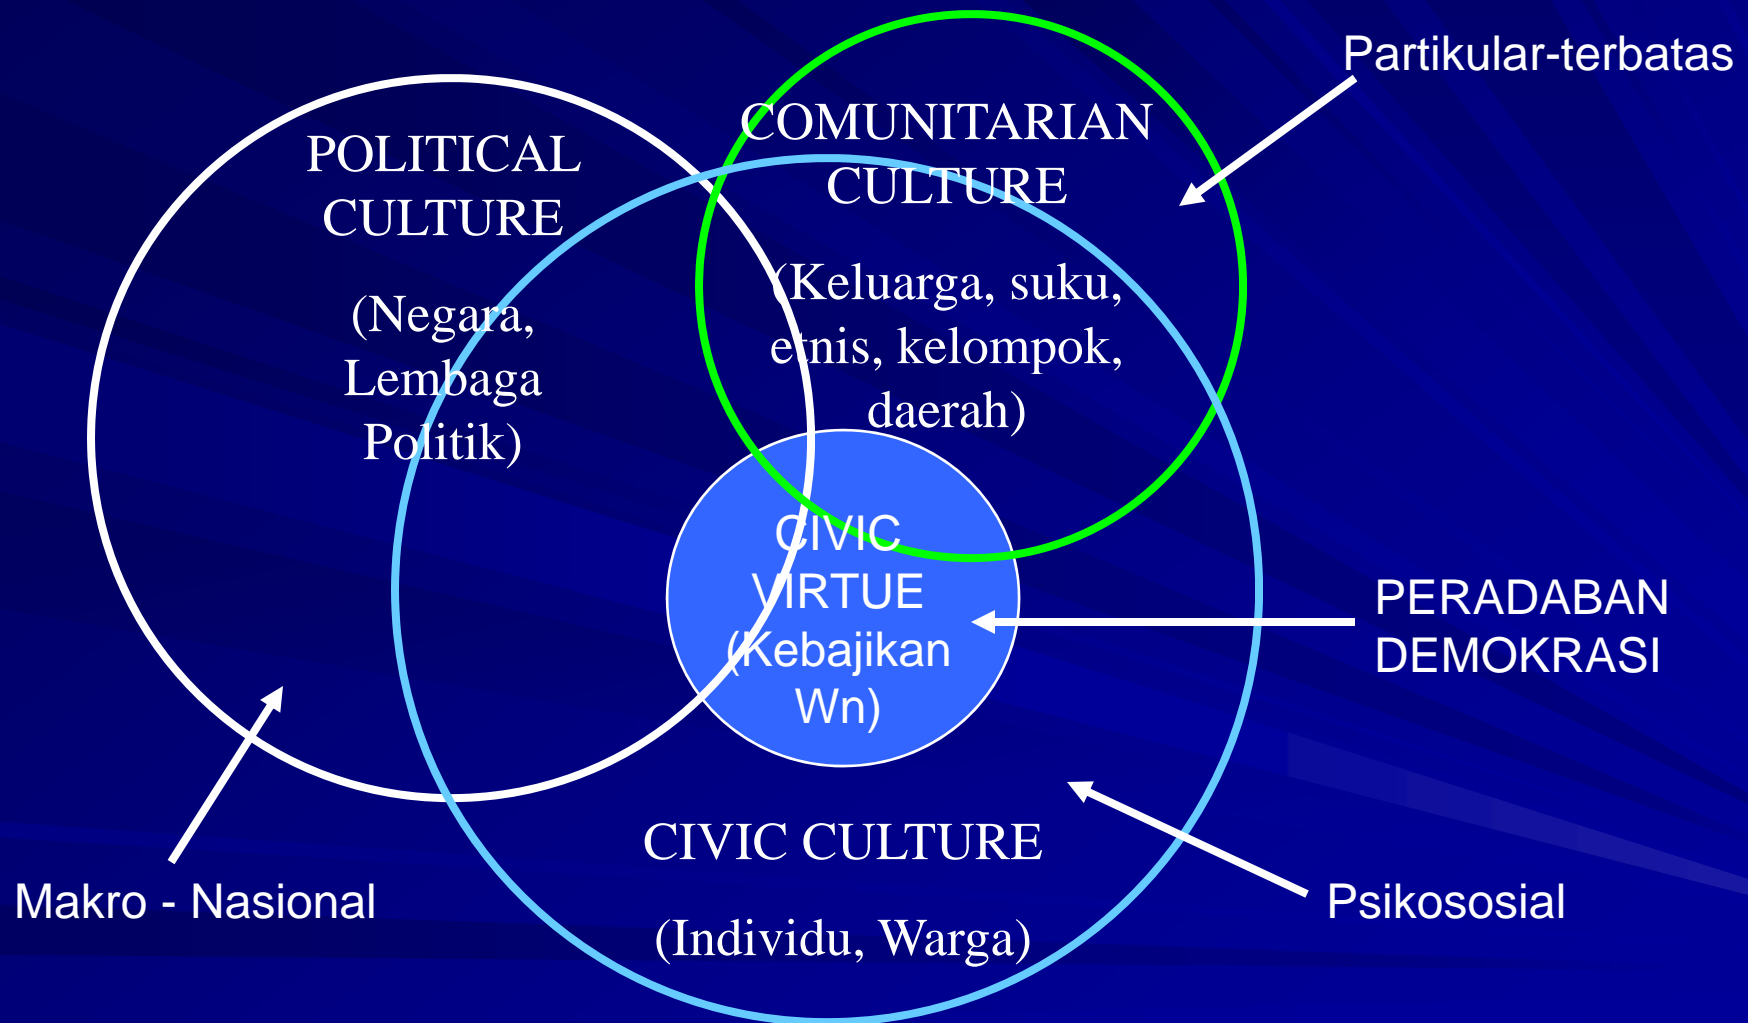 Partikular-terbatas
COMUNITARIAN
CULTURE
(Keluarga, suku,
etnis, kelompok,
daerah)
POLITICAL
CULTURE
(Negara,
Lembaga
Politik)
CIVIC
VIRTUE
(Kebajikan
Wn)
PERADABAN
DEMOKRASI
CIVIC CULTURE
(Individu, Warga)
Makro - Nasional
Psikososial